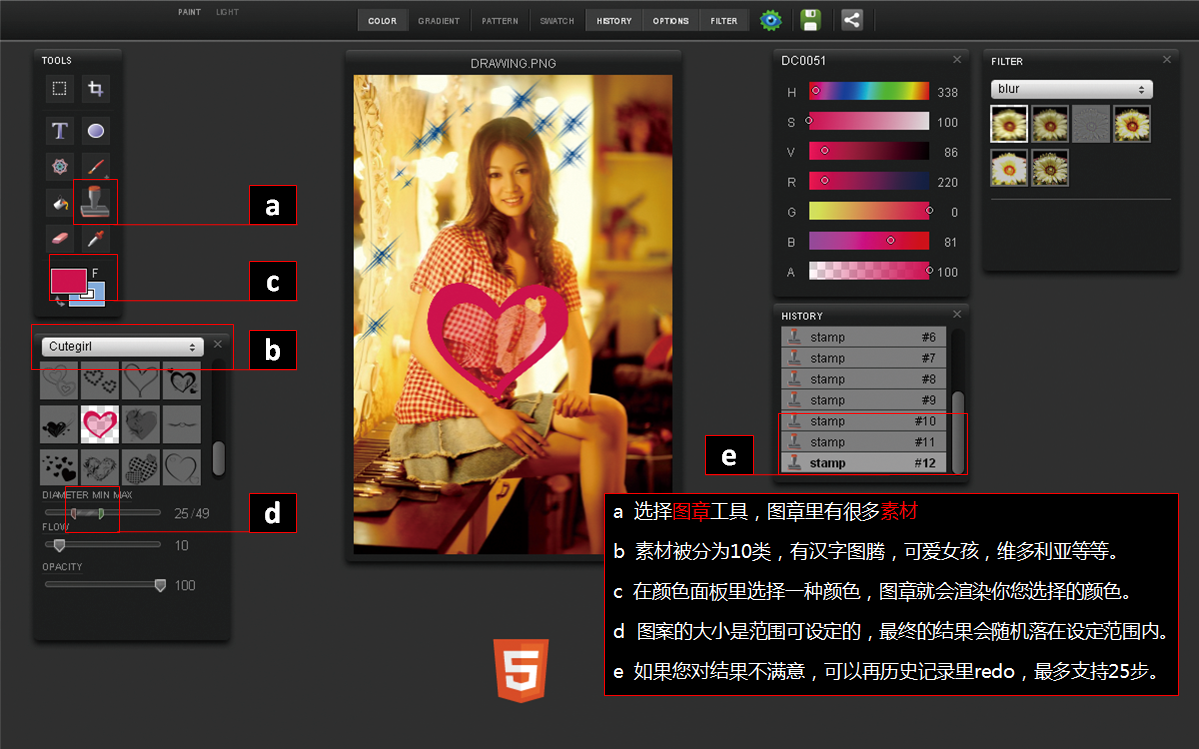 PAINT LIGHT
COLOR GRADIENT PATTERN SWATCH HISTORY OPTIONS FILTER
TOOLS
T
F
a
c
b
d
Cutegirl
DIAMETER MIN MAX
25/49
FLOW
10
OPACITY
100
DRAWING.PNG
DC0051
H 338
S 100
V 86
R 220
G 0
B 81
A 100
HISTORY
stamp #6
stamp #7
stamp #8
stamp #9
stamp #10
stamp #11
stamp #12
e
FILTER
blur
a 选择图章工具，图章里有很多素材
b 素材被分为10类，有汉字图腾，可爱女孩，维多利亚等等。
c 在颜色面板里选择一种颜色，图章就会渲染你您选择的颜色。
d 图案的大小是范围可设定的，最终的结果会随机落在设定范围内。
e 如果您对结果不满意，可以再历史记录里redo，最多支持25步。
5